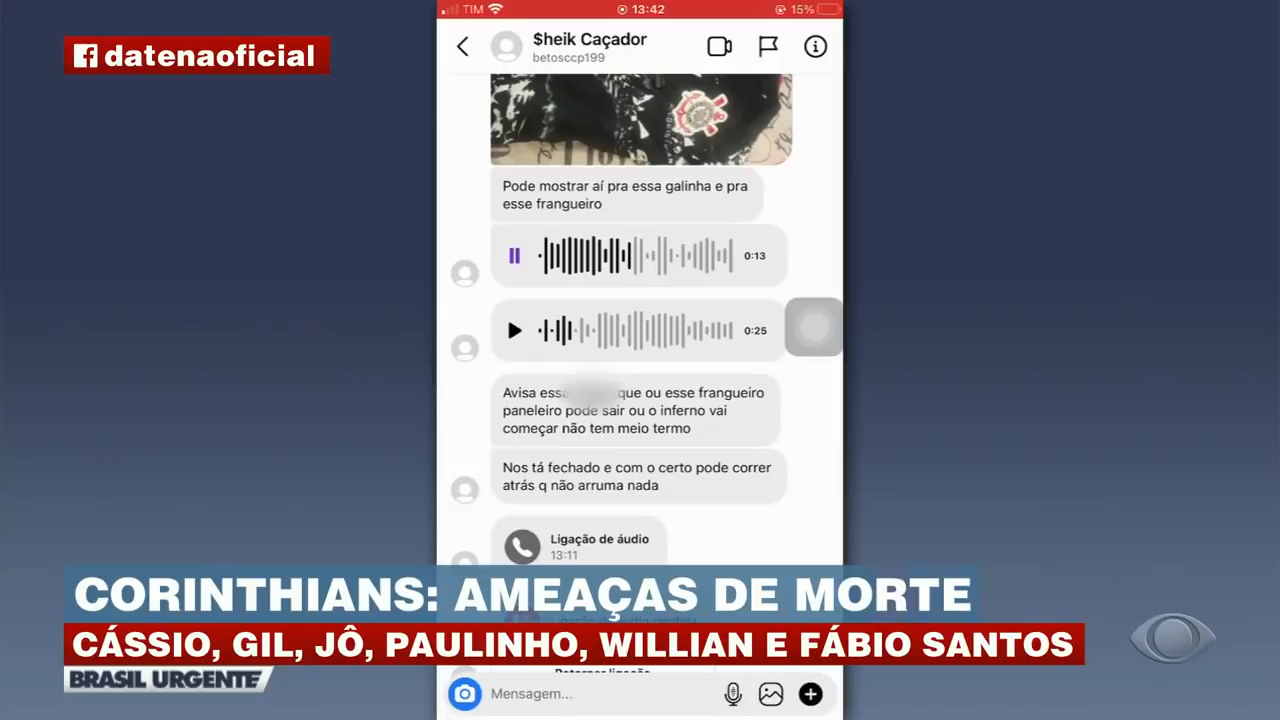 TIM
13:42
15%
datenaoficial
$heik Caçador
betosccp199
Pode mostrar aí pra essa galinha e pra
esse frangueiro
0:13
0:25
Avisa essa que ou esse frangueiro
paneleiro pode sair ou o inferno vai
começar não tem meio termo
Nos tá fechado e com o certo pode correr
atrás q não arruma nada
Ligação de áudio
13:11
CORINTHIANS: AMEAÇAS DE MORTE
CÁSSIO, GIL, JÔ, PAULINHO, WILLIAN E FÁBIO SANTOS
BRASIL URGENTE
Retornar ligação
Mensagem...